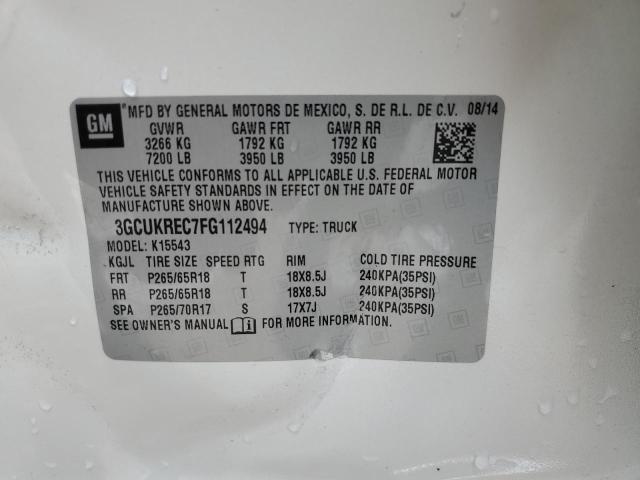 GM
*MFD BY GENERAL MOTORS DE MEXICO, S. DE R.L. DE C.V. 08/14
GVWR GAWR FRT GAWR RR
3266 KG 1792 KG 1792 KG
7200 LB 3950 LB 3950 LB
THIS VEHICLE CONFORMS TO ALL APPLICABLE U.S. FEDERAL MOTOR
VEHICLE SAFETY STANDARDS IN EFFECT ON THE DATE OF
MANUFACTURE SHOWN ABOVE.
3GCUKREC7FG112494 TYPE: TRUCK
MODEL: K15543
KGJL TIRE SIZE SPEED RTG RIM COLD TIRE PRESSURE
FRT P265/65R18 T 18X8.5J 240KPA(35PSI)
RR P265/65R18 T 18X8.5J 240KPA(35PSI)
SPA P265/70R17 S 17X7J 240KPA(35PSI)
SEE OWNER'S MANUAL FOR MORE INFORMATION.